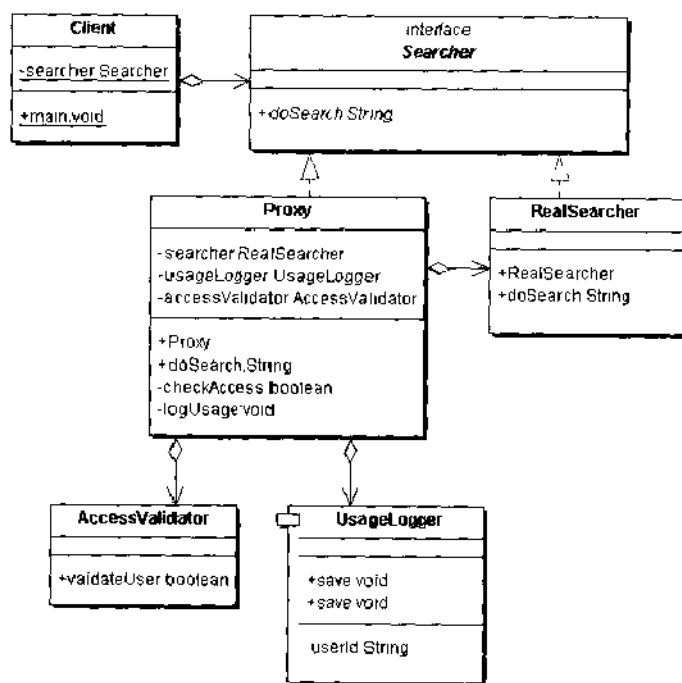 Client
-searcher Searcher
+main.void
interface
Searcher
+doSearch String
Proxy
-searcher RealSearcher
-usageLogger UsageLogger
-accessValidator AccessValidator
+Proxy
+doSearch.String
-checkAccess boolean
-logUsage void
RealSearcher
+RealSearcher
+doSearch String
AccessValidator
+validateUser boolean
UsageLogger
+save void
+save void
userId String